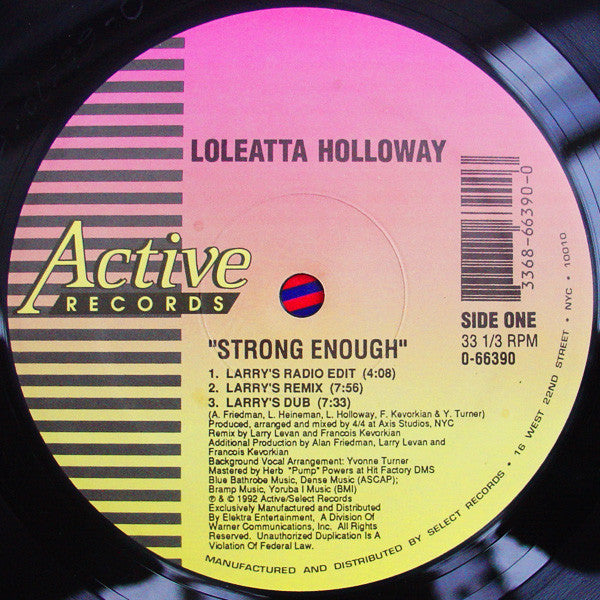 LOLEATTA HOLLOWAY
3368-66390-0
Active
RECORDS
SIDE ONE
33 1/3 RPM
0-66390
"STRONG ENOUGH"
1. LARRY'S RADIO EDIT (4:08)
2. LARRY'S REMIX (7:56)
3. LARRY'S DUB (7:33)
(A. Friedman, L. Heineman, L. Holloway, F. Kevorkian & Y. Turner)
Produced, arranged and mixed by 4/4 at Axis Studios, NYC
Remix by Larry Levan and Francois Kevorkian
Additional Production by Alan Friedman, Larry Levan and
Francois Kevorkian
Background Vocal Arrangement: Yvonne Turner
Mastered by Herb "Pump" Powers at Hit Factory DMS
Blue Bathrobe Music, Dense Music (ASCAP);
Bramp Music, Yoruba I Music (BMI)
℗ & © 1992 Active/Select Records
Exclusively Manufactured and Distributed
By Elektra Entertainment, A Division Of
Warner Communications, Inc. All Rights
Reserved. Unauthorized Duplication Is A
Violation Of Federal Law.
MANUFACTURED AND DISTRIBUTED BY SELECT RECORDS • 16 WEST 22ND STREET • NYC • 10010